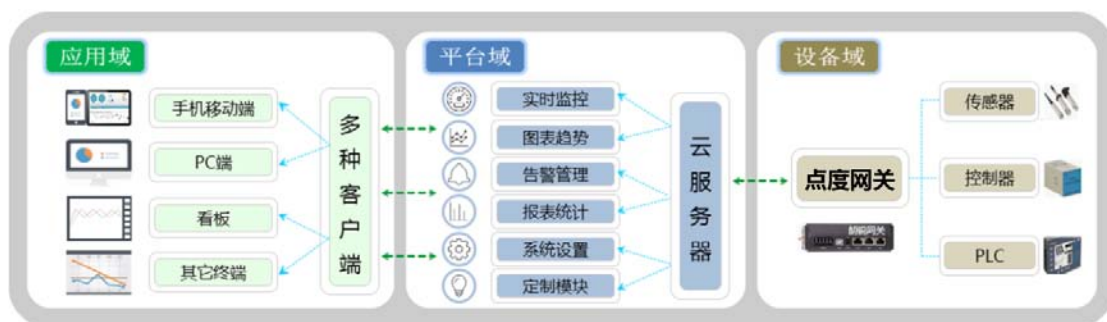 应用域
手机移动端
PC端
看板
其它终端
多种客户端
平台域
实时监控
图表趋势
告警管理
报表统计
系统设置
定制模块
云服务器
设备域
点度网关
传感器
控制器
PLC